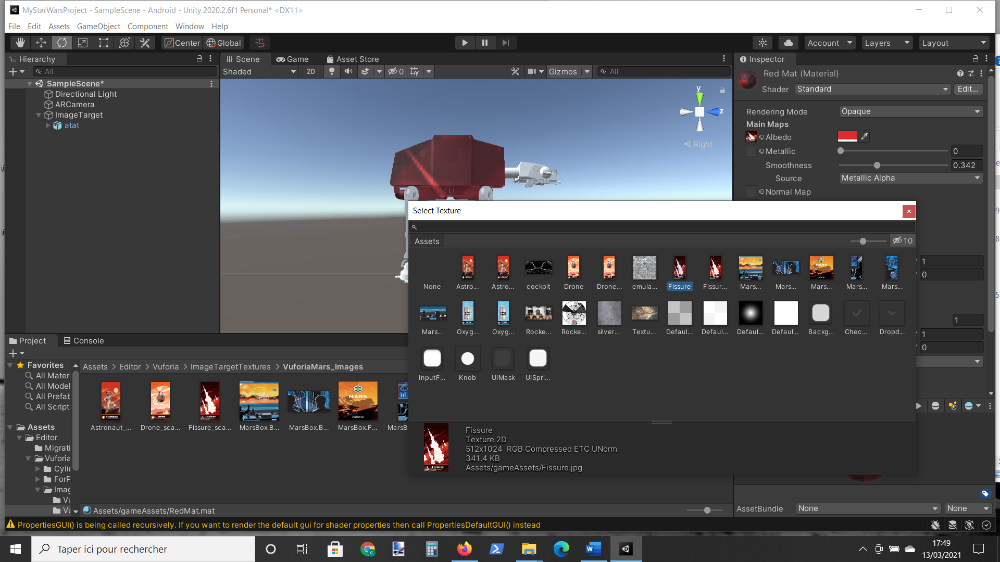 MyStarWarsProject - SampleScene - Android - Unity 2020.2.6f1 Personal* <DX11>
File Edit Assets GameObject Component Window Help
Center Global Account Layers Layout
Hierarchy
All
SampleScene*
Directional Light
ARCamera
ImageTarget
atat
Scene Game Asset Store
Shaded 2D 0 Gizmos All
y
z
Right
Inspector
Red Mat (Material)
Shader Standard Edit...
Rendering Mode Opaque
Main Maps
Albedo
Metallic 0
Smoothness 0.342
Source Metallic Alpha
Normal Map
1
0
1
1
0
Select Texture
Assets 10
None Astro... Astro... cockpit Drone Drone... emula... Fissure Fissur... Mars... Mars... Mars... Mars... Mars...
Mars... Oxyg... Oxyg... Rocke... Rocke... silver... Textu... Defaul... Defaul... Defaul... Defaul... Backg... Chec... Dropd...
InputF... Knob UIMask UISpri...
FISSURE
Fissure
Texture 2D
512x1024 RGB Compressed ETC UNorm
341.4 KB
Assets/gameAssets/Fissure.jpg
Project Console
Favorites
All Materi
All Model
All Prefab
All Scripts
Assets
Editor
Migrati
Vuforia
Cylin
ForP
Imag
Vu
Vu
Assets > Editor > Vuforia > ImageTargetTextures > VuforiaMars_Images
ASTRONAUT DRONE FISSURE MARS vuforia
Astronaut_... Drone_sca... Fissure_sca... MarsBox.B... MarsBox.B... MarsBox.F... MarsB
Assets/gameAssets/RedMat.mat
AssetBundle None None
PropertiesGUI() is being called recursively. If you want to render the default gui for shader properties then call PropertiesDefaultGUI() instead
Taper ici pour rechercher
17:49
13/03/2021